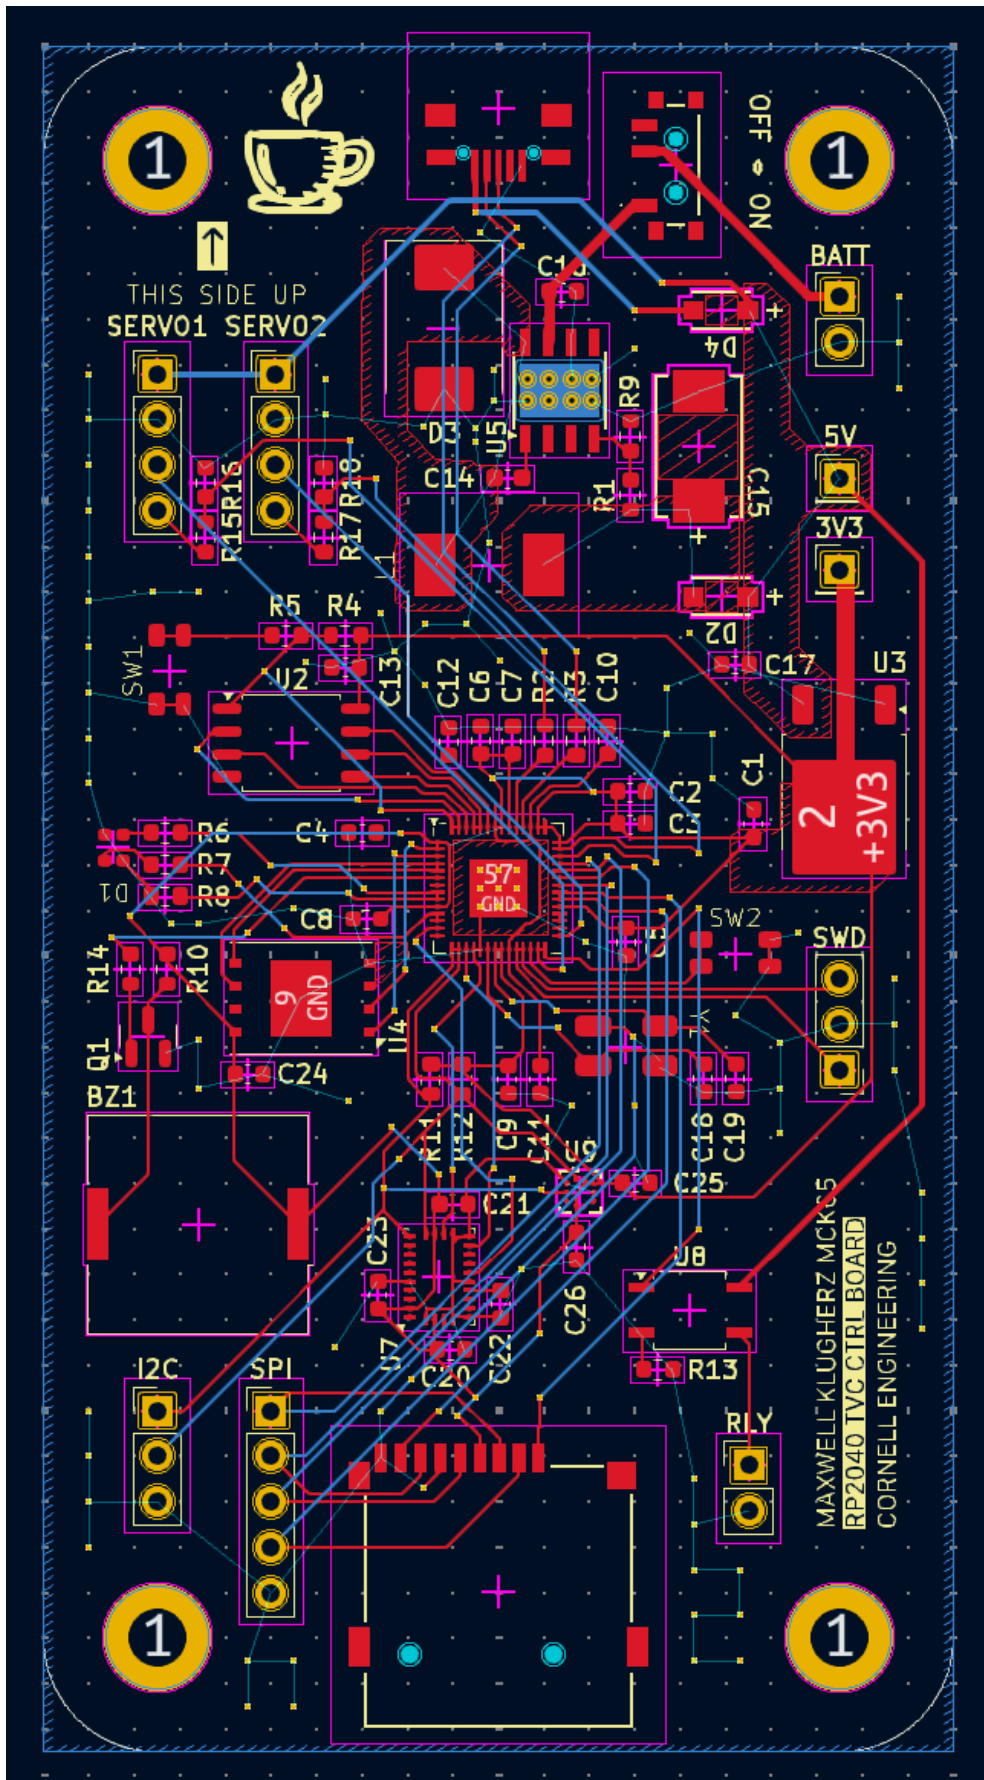 1
1
OFF ⇔ ON
↑
BATT
THIS SIDE UP
SERVO1 SERVO2
D4
R9
5V
D3
U5
C14
R16
R18
R1
C15
3V3
R15
R17
L1
R5 R4
D2
SW1
U2
C13
C12
C6
C7
R2
R3
C10
C17
U3
C1
C2
2
+3V3
R6
C4
R7
57
GND
D1
R8
C8
SW2
SWD
R14
R10
9
GND
U4
Y1
Q1
C24
BZ1
R11
R12
C9
C11
C18
C19
U9
C25
C21
C23
U8
C26
U7
C20
C22
R13
I2C
SPI
RLY
MAXWELL KLUGHERZ MCK65
RP2040 TVC CTRL BOARD
CORNELL ENGINEERING
1
1